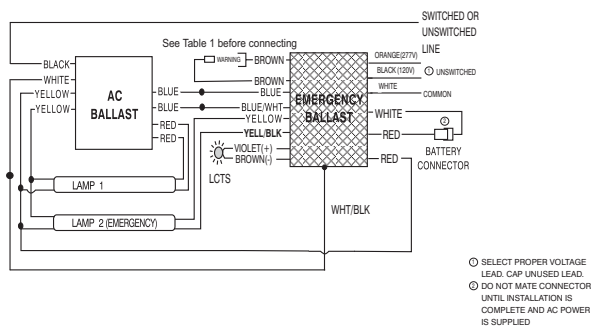 SWITCHED OR
UNSWITCHED
LINE
See Table 1 before connecting
WARNING
BROWN
BROWN
BLUE
BLUE/WHT
YELLOW
YELL/BLK
VIOLET(+)
BROWN(-)
LCTS
BLACK
WHITE
YELLOW
YELLOW
AC
BALLAST
BLUE
BLUE
RED
RED
EMERGENCY
BALLAST
ORANGE(277V)
BLACK (120V)
① UNSWITCHED
WHITE
COMMON
WHITE
②
RED
BATTERY
CONNECTOR
RED
LAMP 1
LAMP 2 (EMERGENCY)
WHT/BLK
① SELECT PROPER VOLTAGE
LEAD. CAP UNUSED LEAD.
② DO NOT MATE CONNECTOR
UNTIL INSTALLATION IS
COMPLETE AND AC POWER
IS SUPPLIED